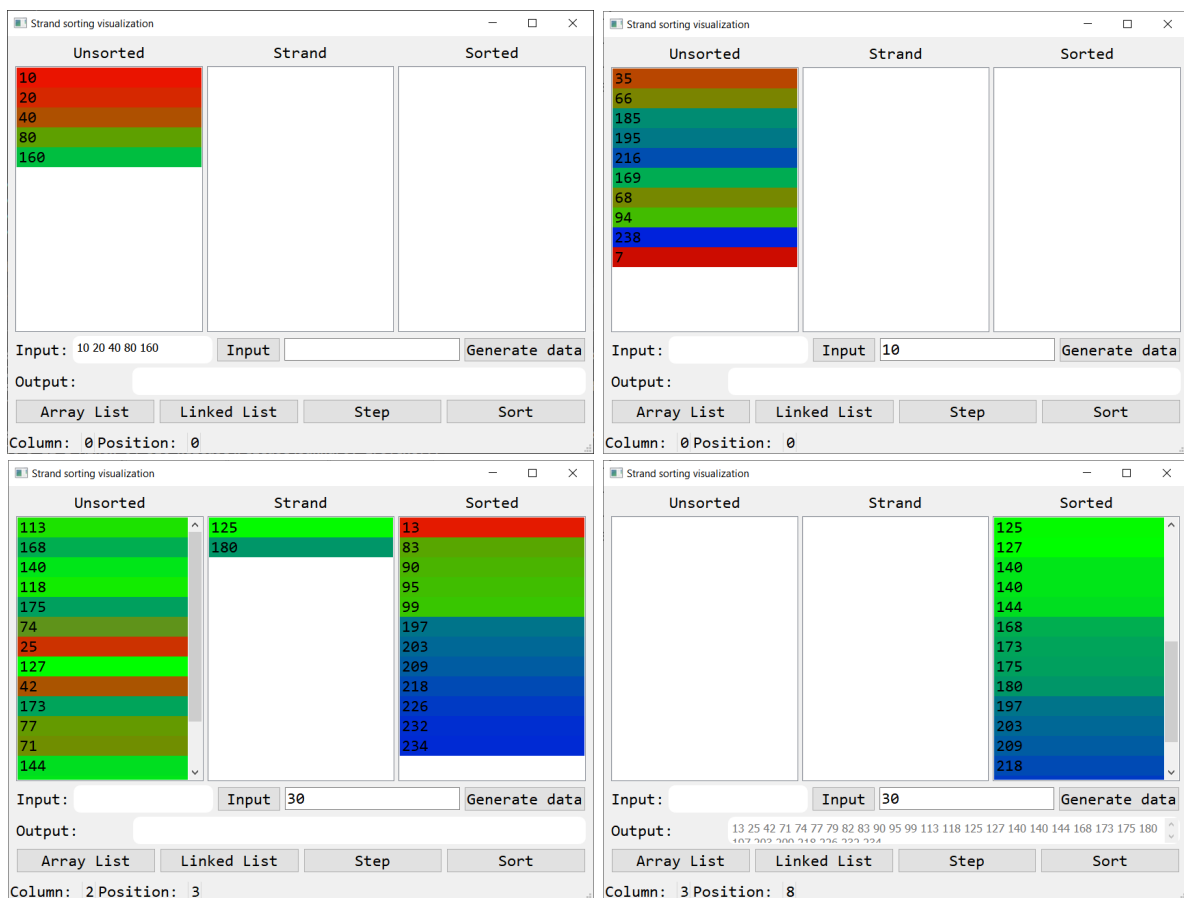 Strand sorting visualization
Unsorted Strand Sorted
10
20
40
80
160
Input: 10 20 40 80 160 Input Generate data
Output:
Array List Linked List Step Sort
Column: 0 Position: 0
Strand sorting visualization
Unsorted Strand Sorted
35
66
185
195
216
169
68
94
238
7
Input: Input 10 Generate data
Output:
Array List Linked List Step Sort
Column: 0 Position: 0
Strand sorting visualization
Unsorted Strand Sorted
113 125 13
168 180 83
140 90
118 95
175 99
74 197
25 203
127 209
42 218
173 226
77 232
71 234
144
Input: Input 30 Generate data
Output:
Array List Linked List Step Sort
Column: 2 Position: 3
Strand sorting visualization
Unsorted Strand Sorted
125
127
140
140
144
168
173
175
180
197
203
209
218
Input: Input 30 Generate data
Output: 13 25 42 71 74 77 79 82 83 90 95 99 113 118 125 127 140 140 144 168 173 175 180
197 203 209 218 226 232 234
Array List Linked List Step Sort
Column: 3 Position: 8